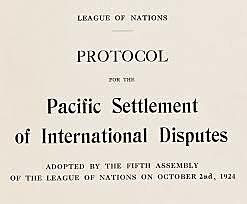 LEAGUE OF NATIONS
PROTOCOL
FOR THE
Pacific Settlement
of International Disputes
ADOPTED BY THE FIFTH ASSEMBLY
OF THE LEAGUE OF NATIONS ON OCTOBER 2nd, 1924